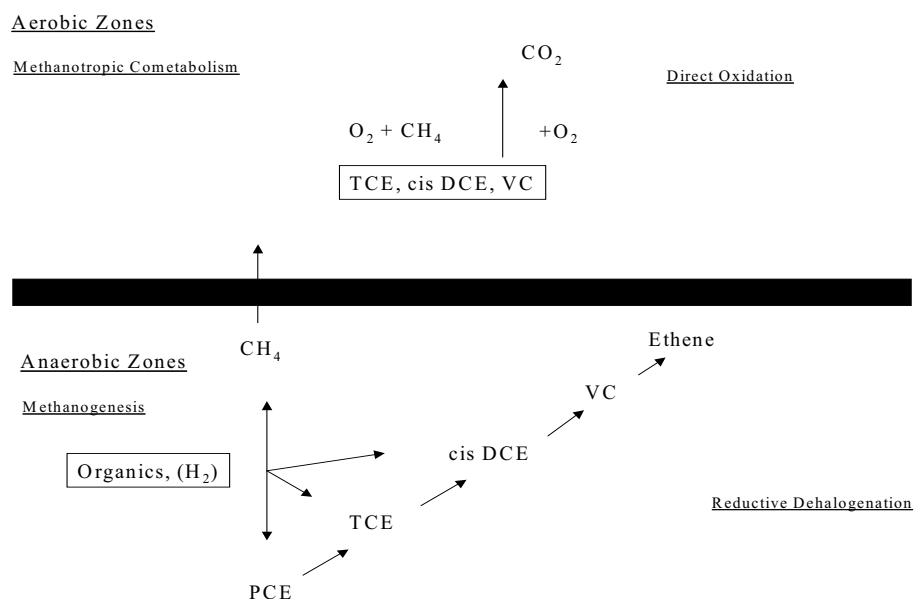 Aerobic Zones
Methanotropic Cometabolism
CO₂
Direct Oxidation
O₂ + CH₄
+O₂
TCE, cis DCE, VC
CH₄
Ethene
Anaerobic Zones
VC
Methanogenesis
cis DCE
Organics, (H₂)
Reductive Dehalogenation
TCE
PCE